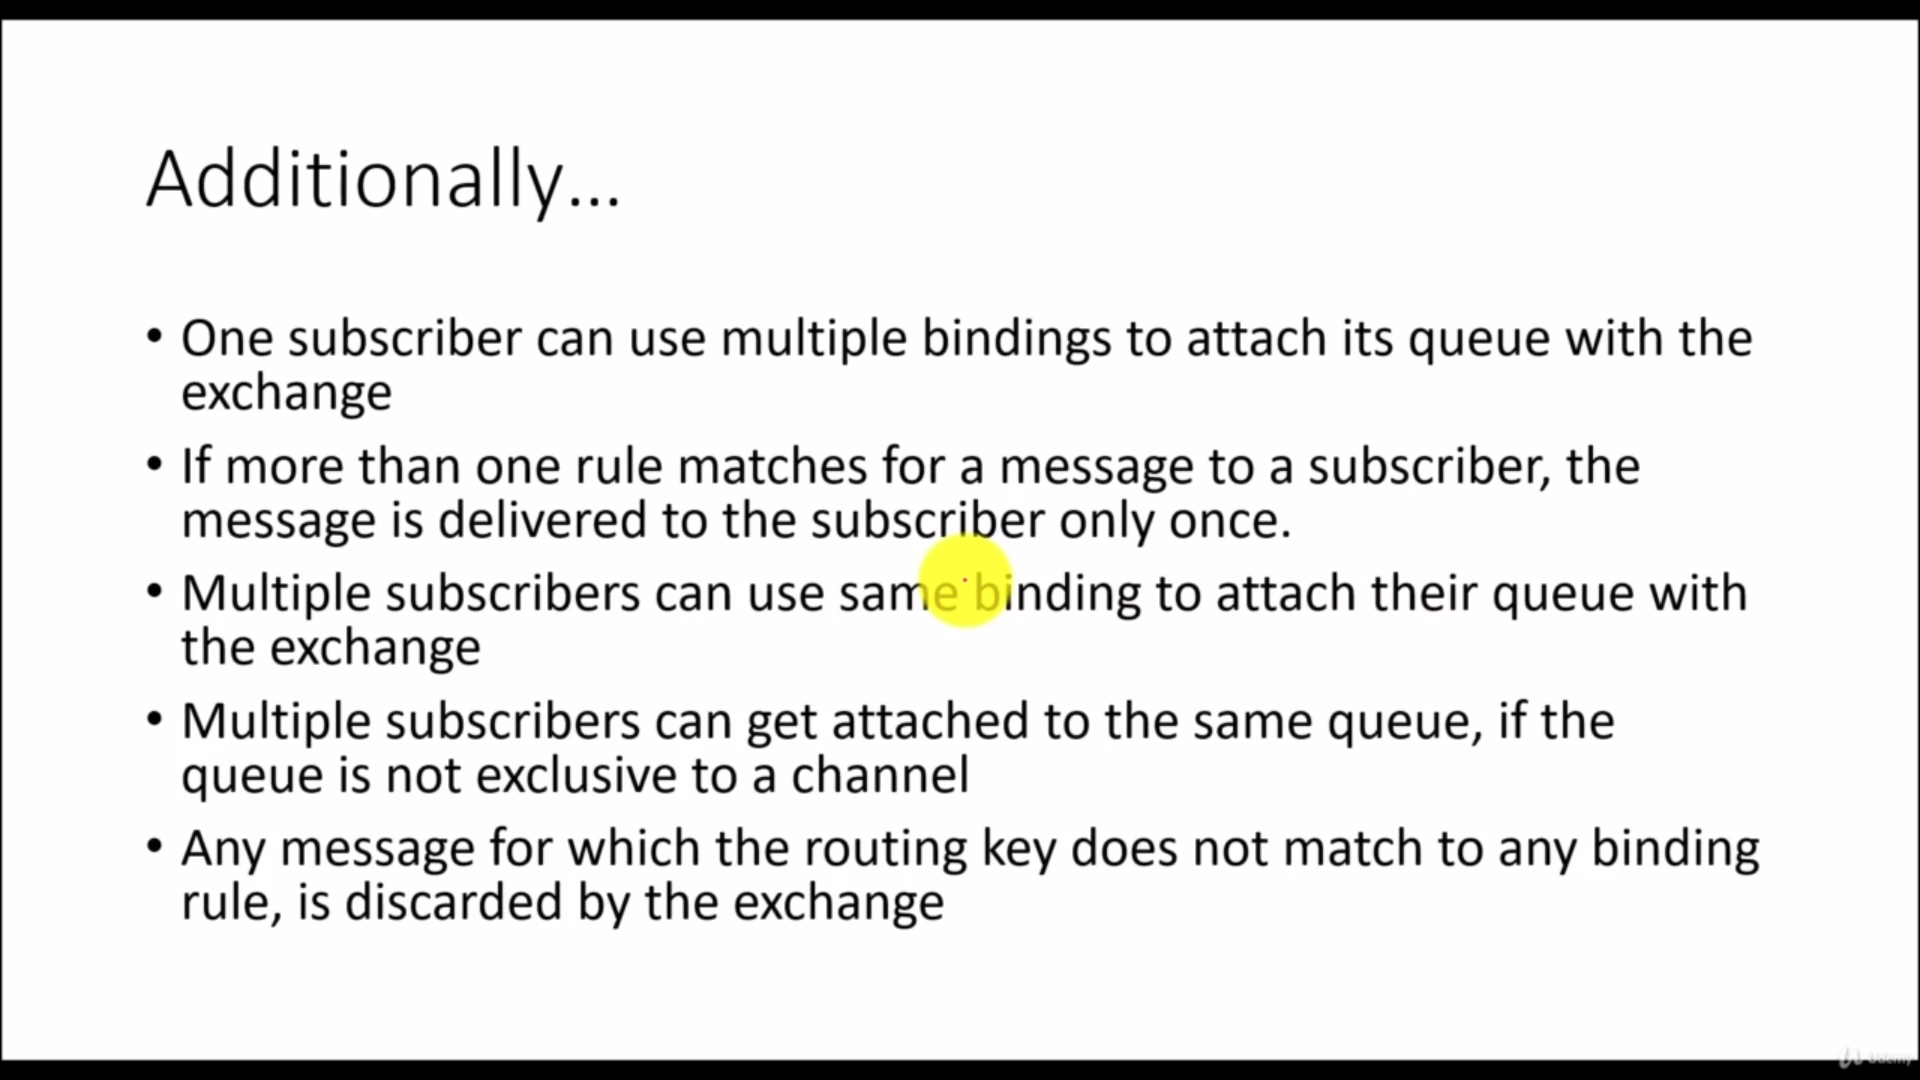 Additionally...
• One subscriber can use multiple bindings to attach its queue with the
exchange
• If more than one rule matches for a message to a subscriber, the
message is delivered to the subscriber only once.
• Multiple subscribers can use same binding to attach their queue with
the exchange
• Multiple subscribers can get attached to the same queue, if the
queue is not exclusive to a channel
• Any message for which the routing key does not match to any binding
rule, is discarded by the exchange
Udemy